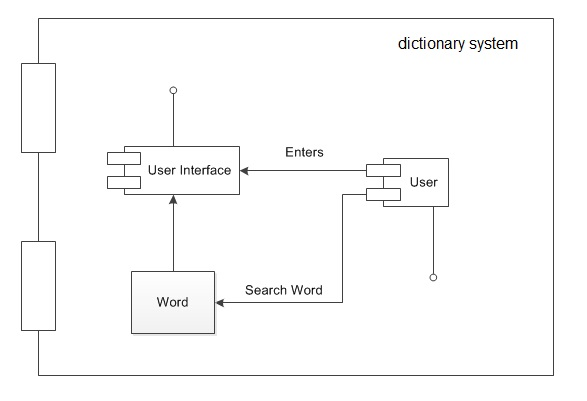 dictionary system
Enters
User Interface
User
Search Word
Word